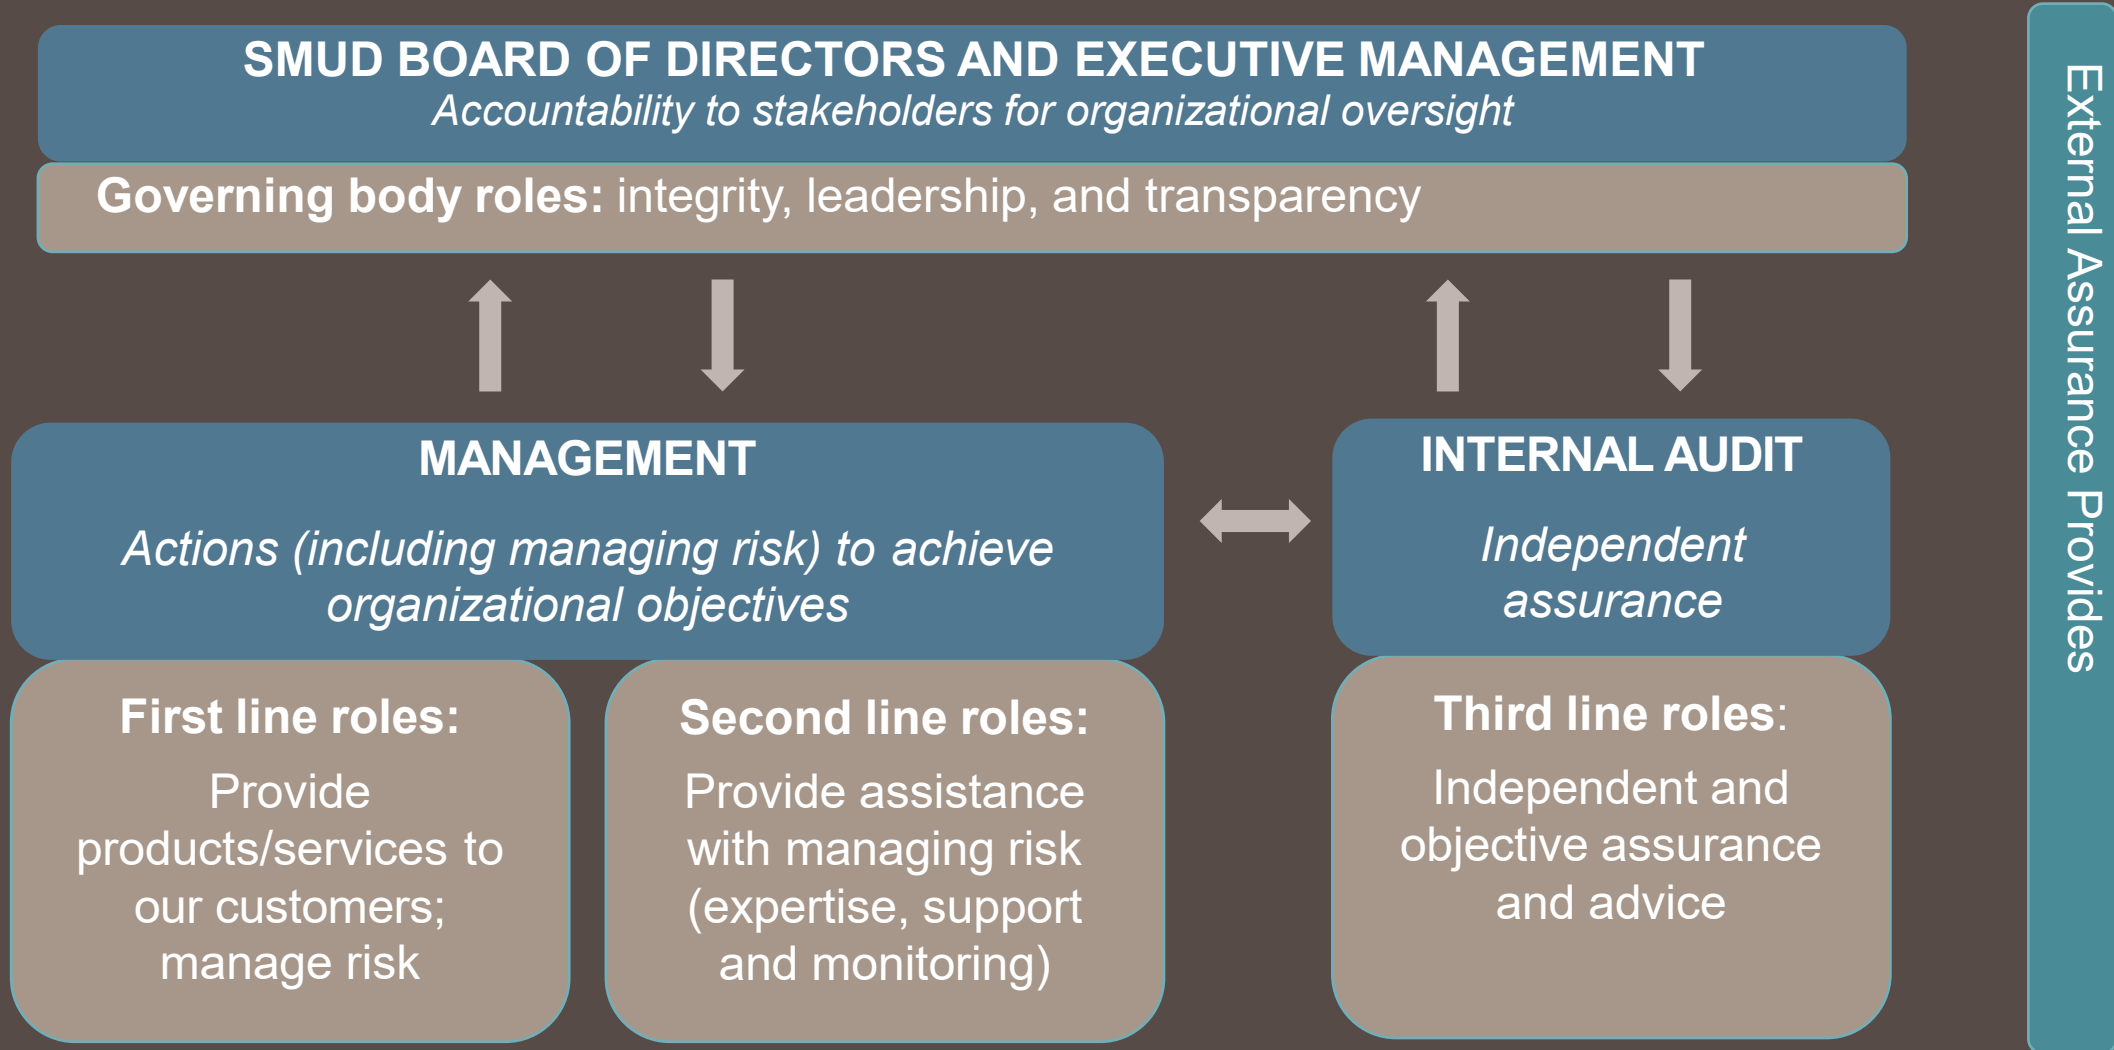 SMUD BOARD OF DIRECTORS AND EXECUTIVE MANAGEMENT
Accountability to stakeholders for organizational oversight
Governing body roles: integrity, leadership, and transparency
MANAGEMENT
Actions (including managing risk) to achieve
organizational objectives
INTERNAL AUDIT
Independent
assurance
First line roles:
Provide
products/services to
our customers;
manage risk
Second line roles:
Provide assistance
with managing risk
(expertise, support
and monitoring)
Third line roles:
Independent and
objective assurance
and advice
External Assurance Provides